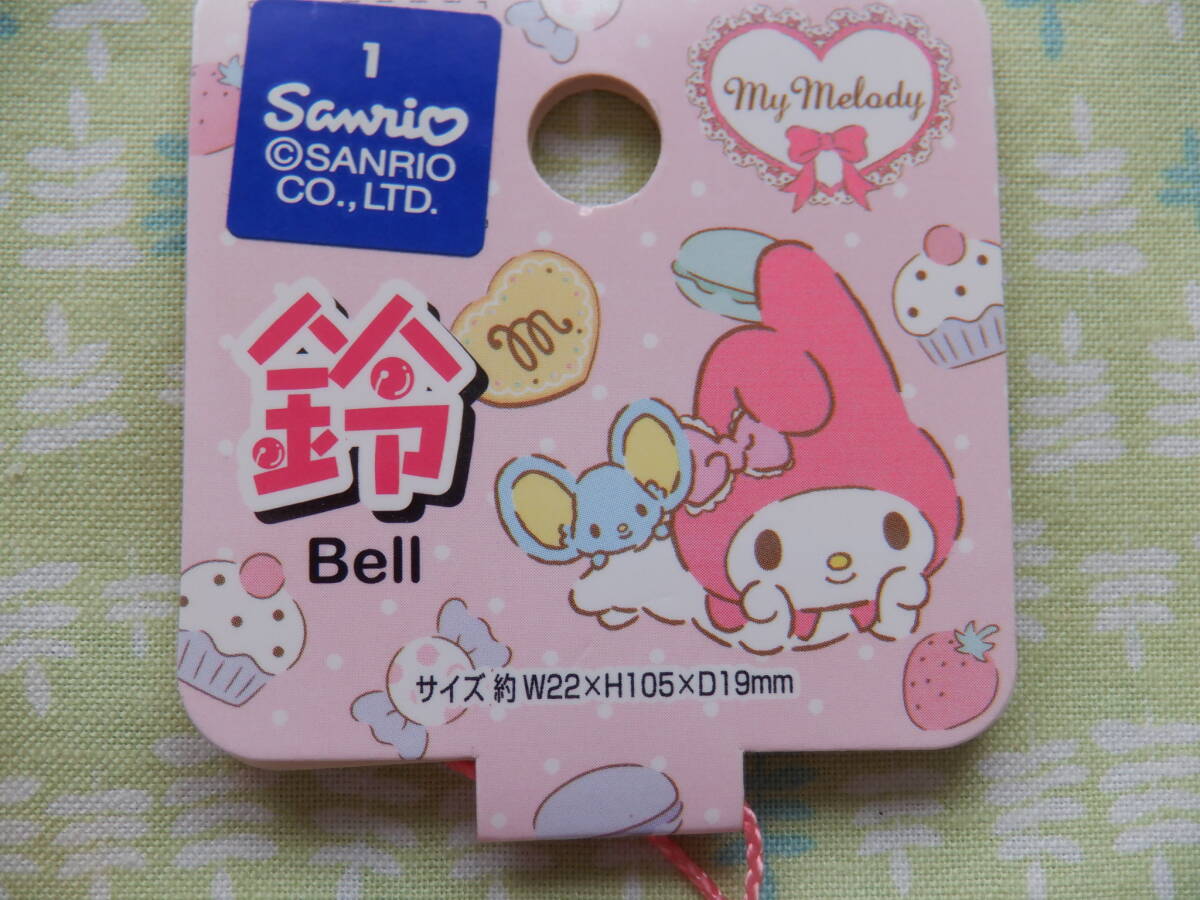 1
Sanrio
©SANRIO
CO., LTD.
My Melody
m
鈴
Bell
サイズ 約 W22×H105×D19mm